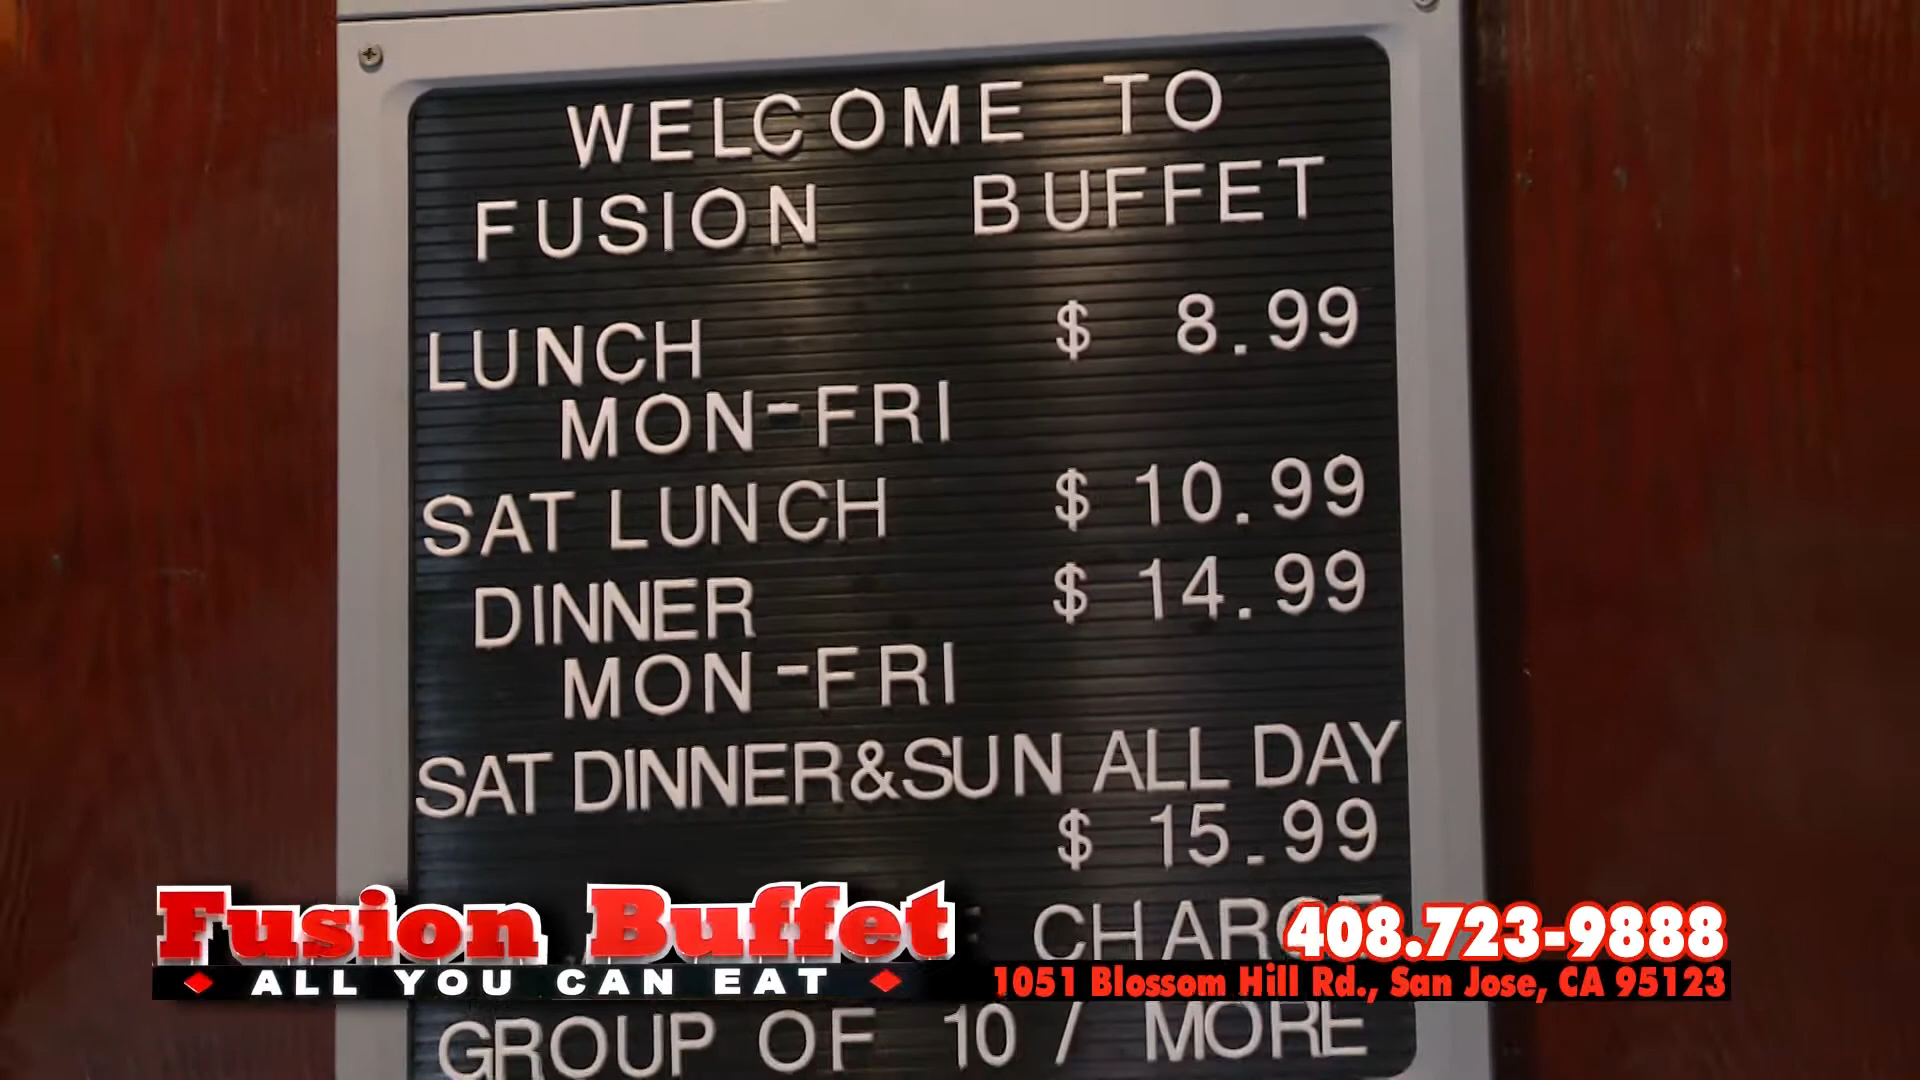 WELCOME TO
FUSION BUFFET
LUNCH $ 8.99
MON-FRI
SAT LUNCH $ 10.99
DINNER $ 14.99
MON-FRI
SAT DINNER&SUN ALL DAY
$ 15.99
CHARGE
Fusion Buffet
ALL YOU CAN EAT
408.723-9888
1051 Blossom Hill Rd., San Jose, CA 95123
GROUP OF 10 / MORE